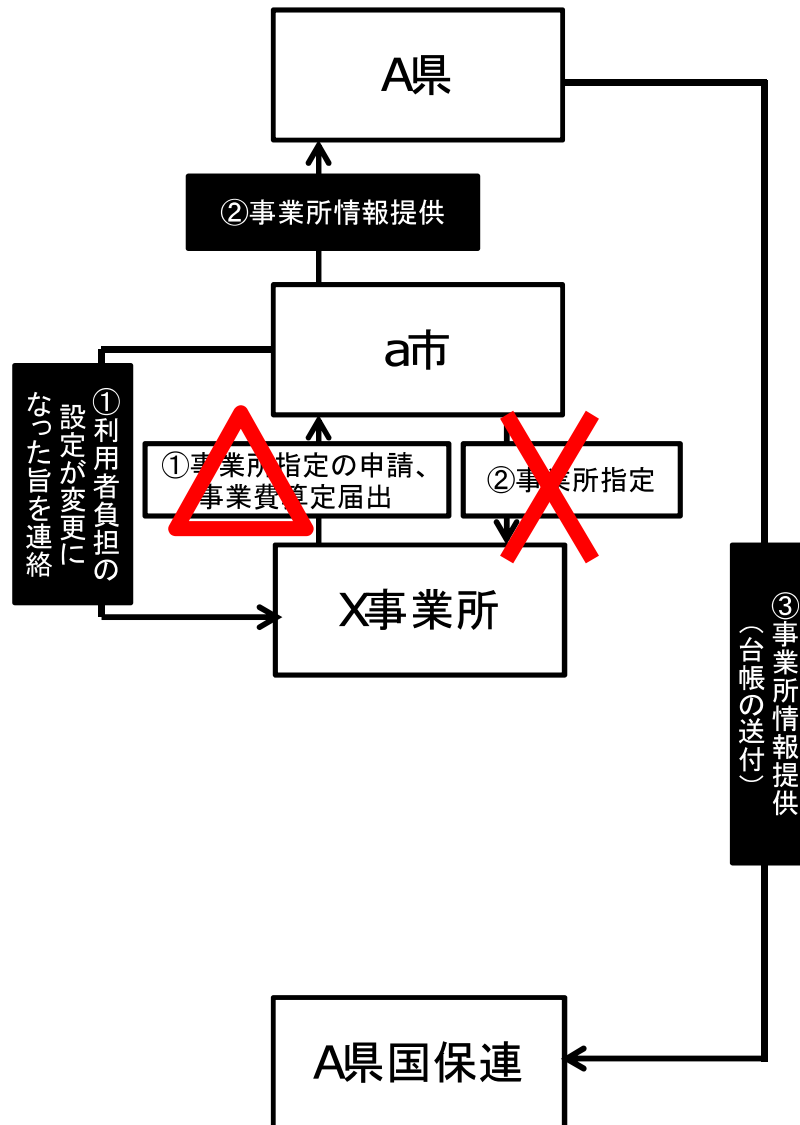 A県
②事業所情報提供
a市
①利用者負担の
設定が変更に
なった旨を連絡
①事業所指定の申請、
事業費算定届出
②事業所指定
X事業所
③事業所情報提供
（台帳の送付）
A県国保連